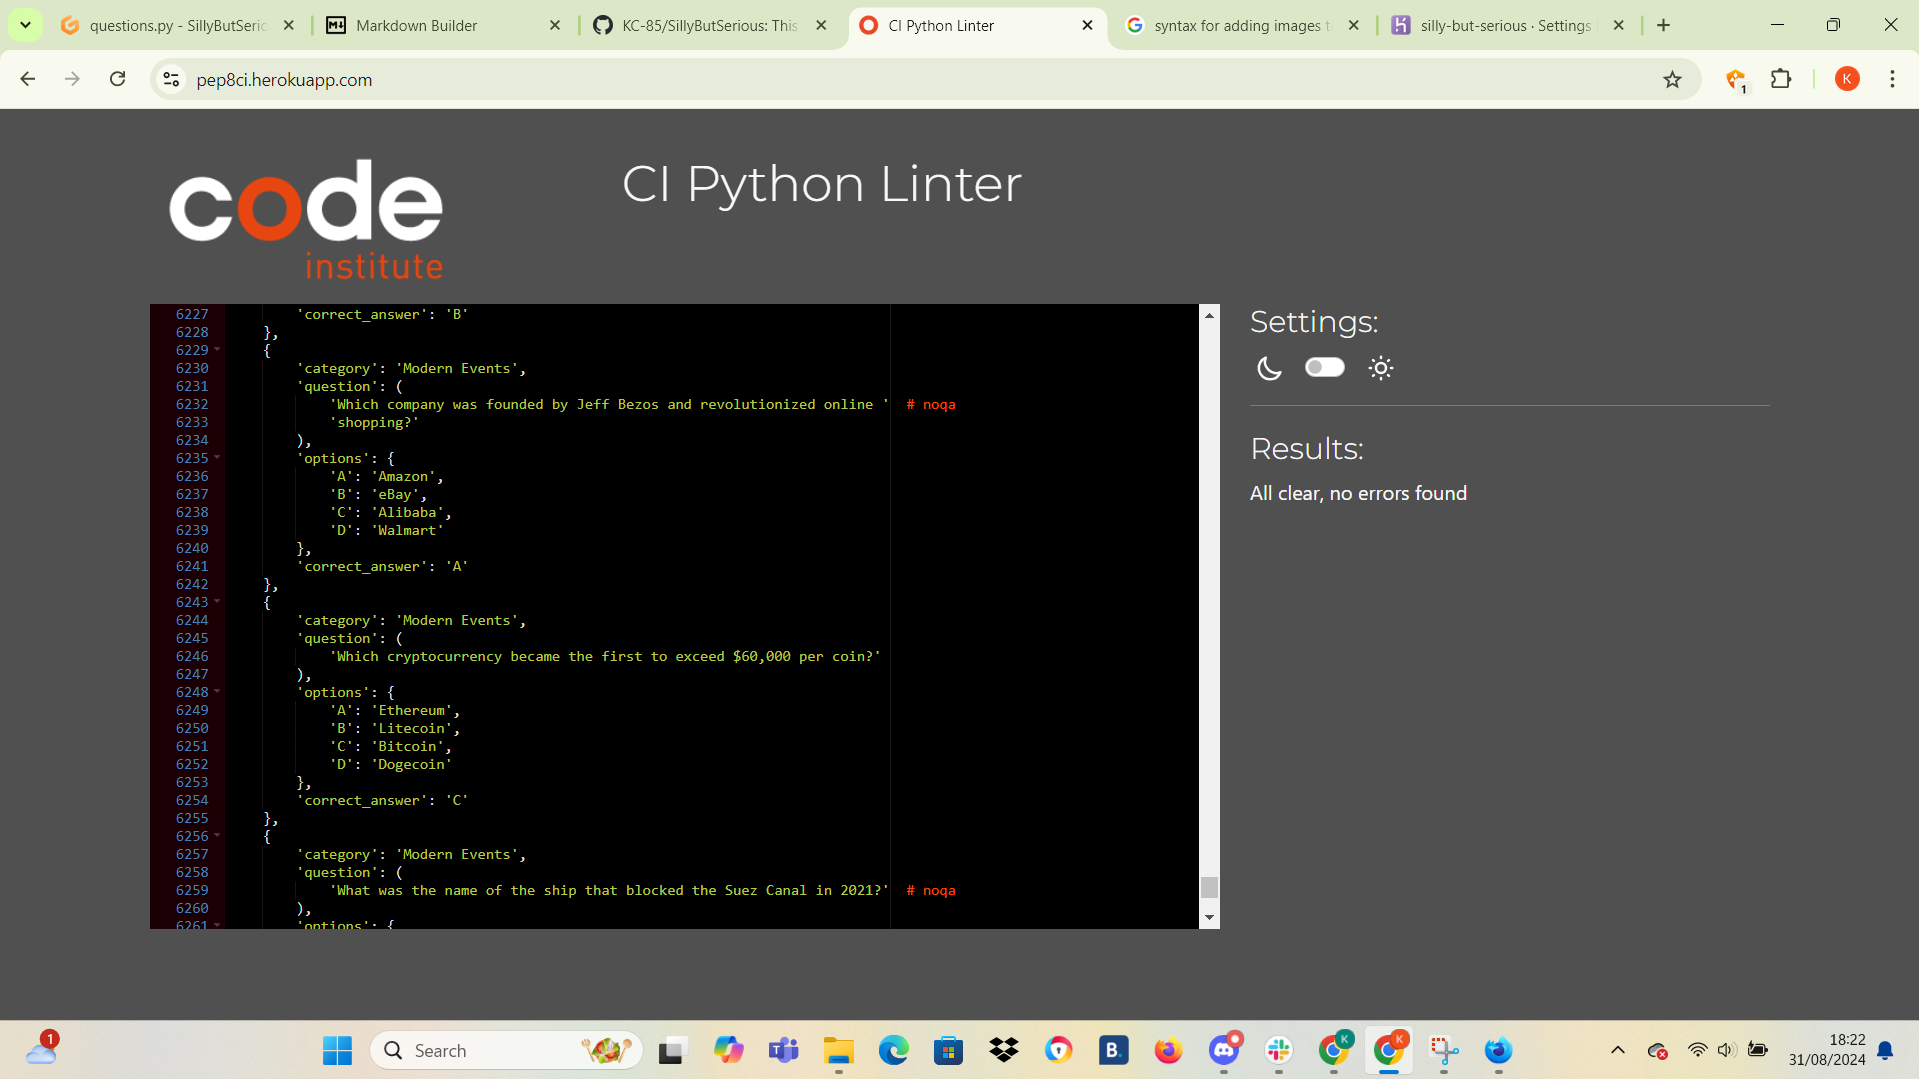 questions.py - SillyButSerio
Markdown Builder
KC-85/SillyButSerious: This
CI Python Linter
syntax for adding images t
silly-but-serious · Settings
pep8ci.herokuapp.com
1
K
code
institute
CI Python Linter
6227 'correct_answer': 'B'
6228 },
6229 {
6230 'category': 'Modern Events',
6231 'question': (
6232 'Which company was founded by Jeff Bezos and revolutionized online '  # noqa
6233 'shopping?'
6234 ),
6235 'options': {
6236 'A': 'Amazon',
6237 'B': 'eBay',
6238 'C': 'Alibaba',
6239 'D': 'Walmart'
6240 },
6241 'correct_answer': 'A'
6242 },
6243 {
6244 'category': 'Modern Events',
6245 'question': (
6246 'Which cryptocurrency became the first to exceed $60,000 per coin?'
6247 ),
6248 'options': {
6249 'A': 'Ethereum',
6250 'B': 'Litecoin',
6251 'C': 'Bitcoin',
6252 'D': 'Dogecoin'
6253 },
6254 'correct_answer': 'C'
6255 },
6256 {
6257 'category': 'Modern Events',
6258 'question': (
6259 'What was the name of the ship that blocked the Suez Canal in 2021?'  # noqa
6260 ),
6261 'options': {
Settings:
Results:
All clear, no errors found
1
Search
B.
K
K
18:22
31/08/2024